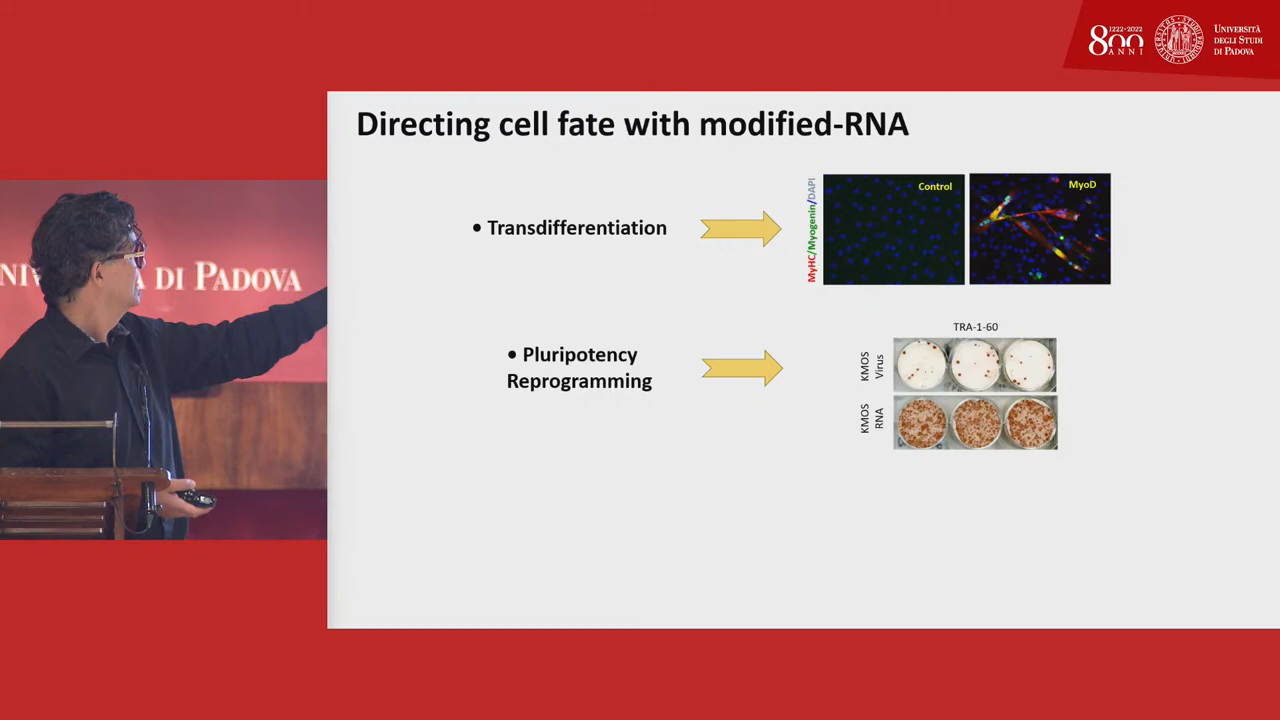 1222-2022
800
ANNI
UNIVERSITÀ
DEGLI STUDI
DI PADOVA
Directing cell fate with modified-RNA
• Transdifferentiation
MyHC/Myogenin/DAPI
Control
MyoD
• Pluripotency
Reprogramming
TRA-1-60
KMOS
Virus
KMOS
RNA
DI PADOVA